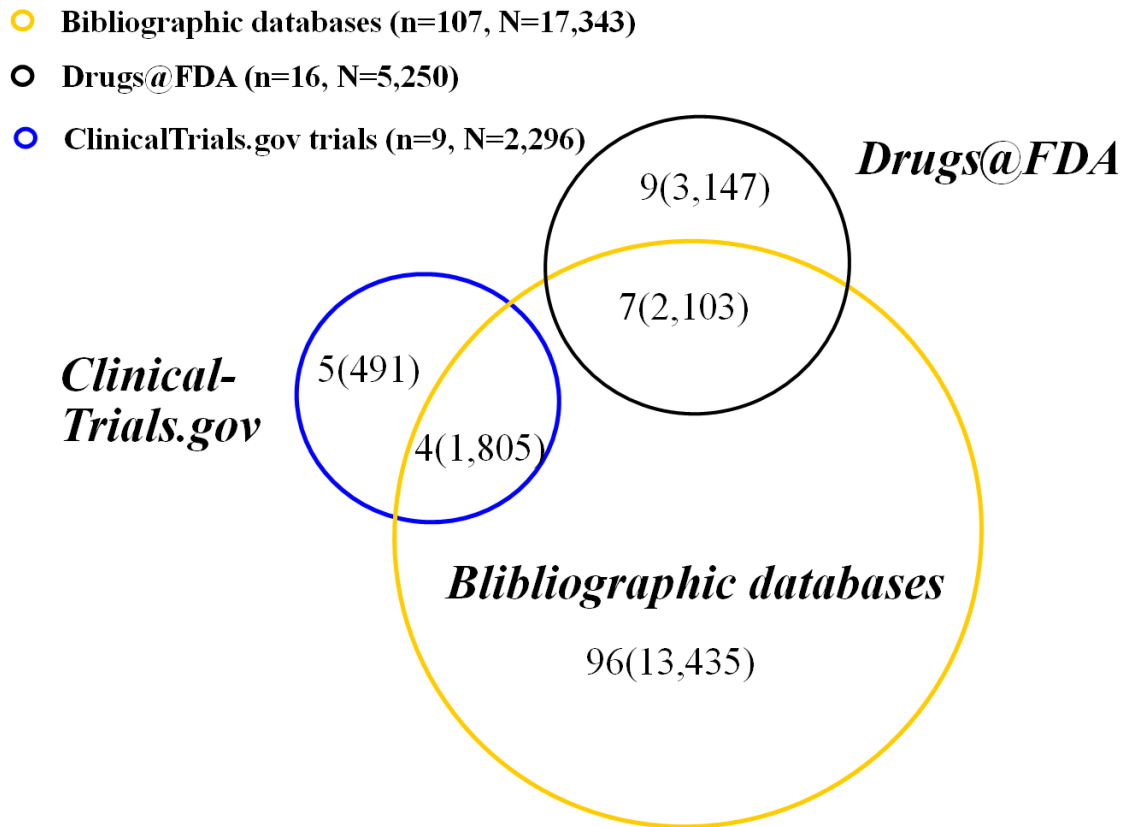 Bibliographic databases (n=107, N=17,343)
Drugs@FDA (n=16, N=5,250)
ClinicalTrials.gov trials (n=9, N=2,296)
Drugs@FDA
9(3,147)
7(2,103)
Clinical-
Trials.gov
5(491)
4(1,805)
Blibliographic databases
96(13,435)